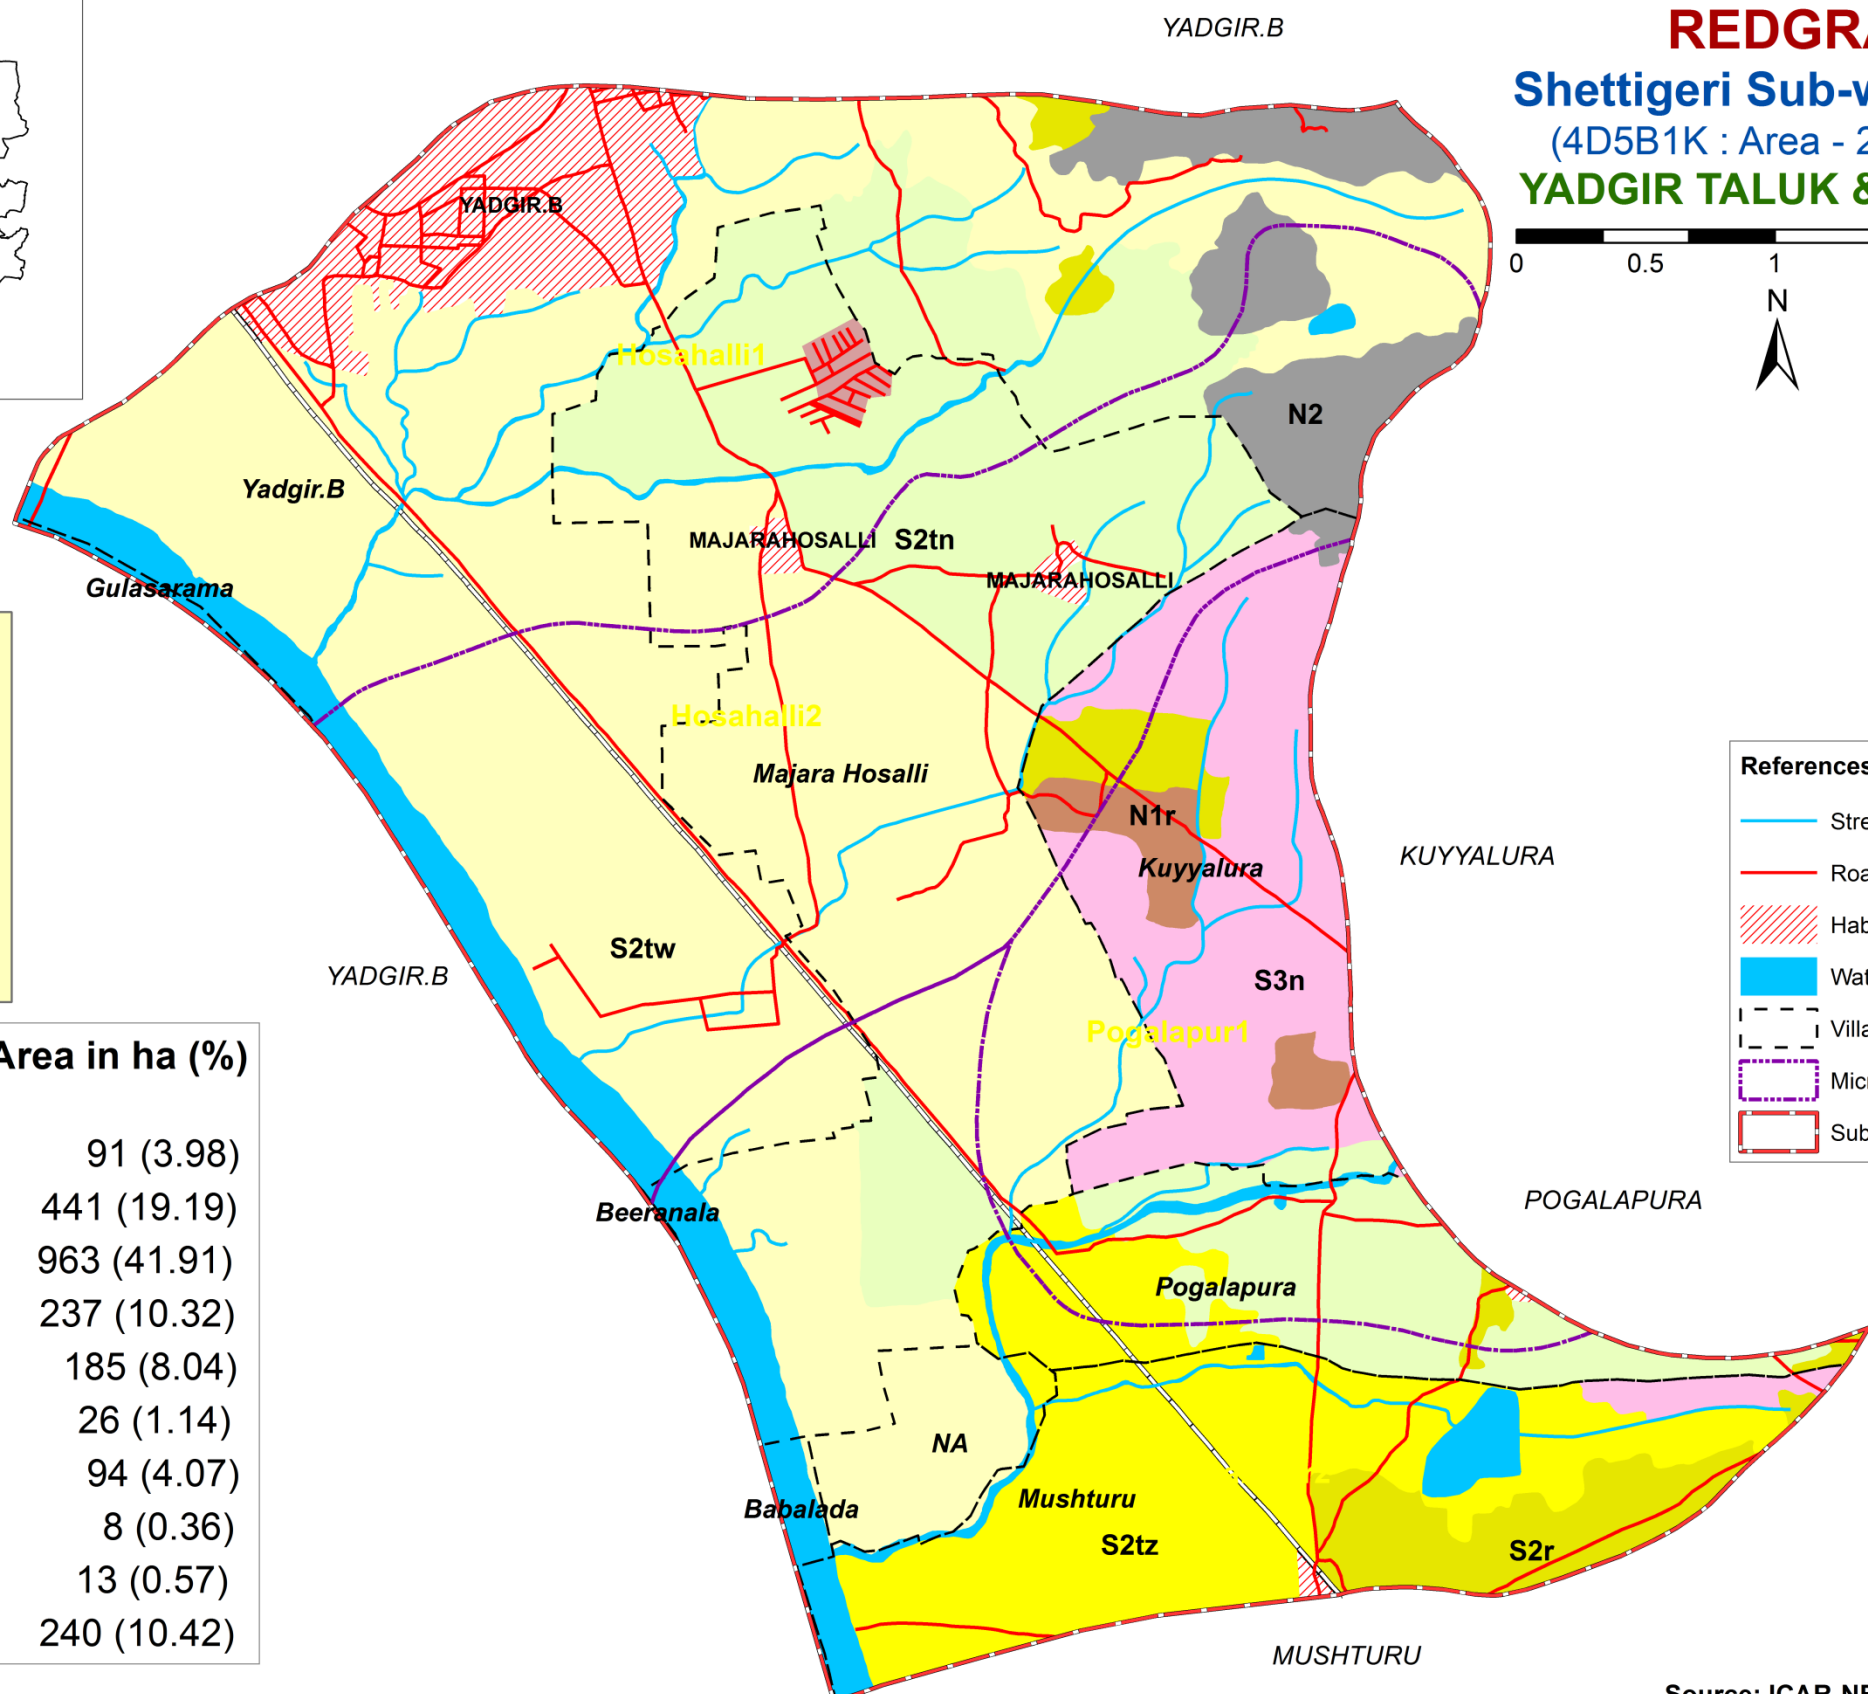 YADGIR.B
REDGRA
Shettigeri Sub-w
(4D5B1K : Area - 2
YADGIR TALUK &
0 0.5 1
N
YADGIR.B
Hosahalli1
N2
Yadgir.B
MAJARAHOSALLI
S2tn
MAJARAHOSALLI
Gulasarama
Hosahalli2
Majara Hosalli
N1r
Kuyyalura
KUYYALURA
S2tw
YADGIR.B
S3n
Pogalapur1
Beeranala
POGALAPURA
Pogalapura
NA
Babalada
Mushturu
S2tz
S2r
MUSHTURU
References
Stre
Roa
Hab
Wat
Villa
Micr
Sub
Area in ha (%)
91 (3.98)
441 (19.19)
963 (41.91)
237 (10.32)
185 (8.04)
26 (1.14)
94 (4.07)
8 (0.36)
13 (0.57)
240 (10.42)
Source: ICAR-NB